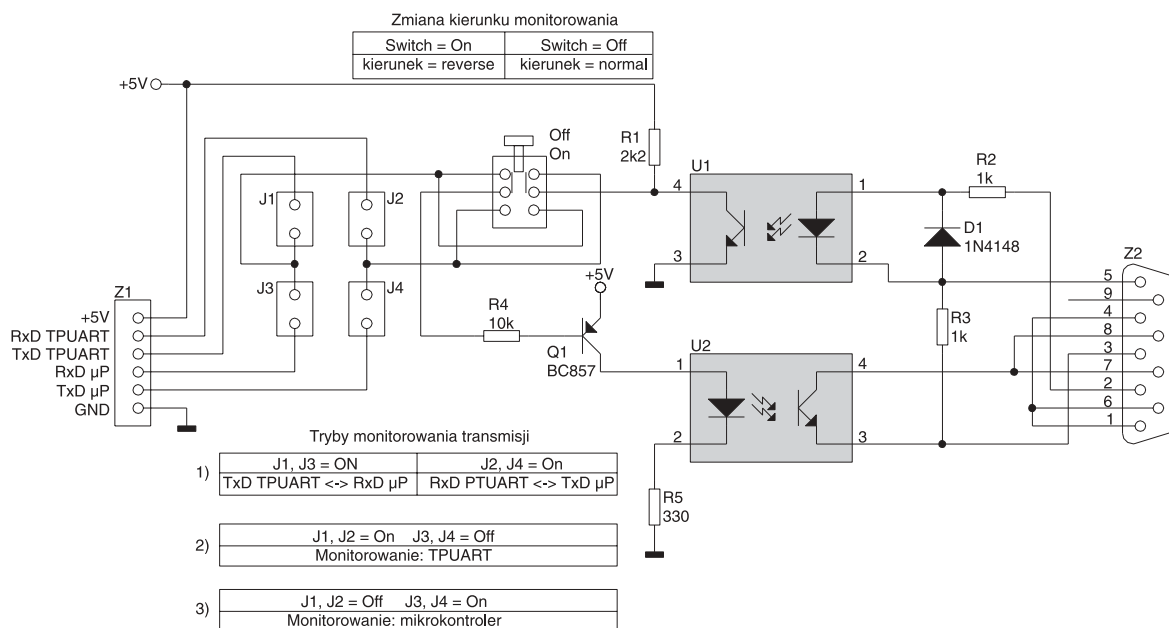 Zmiana kierunku monitorowania
Switch = On Switch = Off
kierunek = reverse kierunek = normal
+5V
Off
On
R1
2k2
U1
4
1
3
2
R2
1k
D1
1N4148
J1
J2
J3
J4
Z1
+5V
RxD TPUART
TxD TPUART
RxD µP
TxD µP
GND
R4
10k
+5V
Q1
BC857
R3
1k
U2
1
4
2
3
R5
330
Z2
5
9
4
8
3
7
2
6
1
Tryby monitorowania transmisji
1)
J1, J3 = ON J2, J4 = On
TxD TPUART <-> RxD µP RxD PTUART <-> TxD µP
2)
J1, J2 = On J3, J4 = Off
Monitorowanie: TPUART
3)
J1, J2 = Off J3, J4 = On
Monitorowanie: mikrokontroler